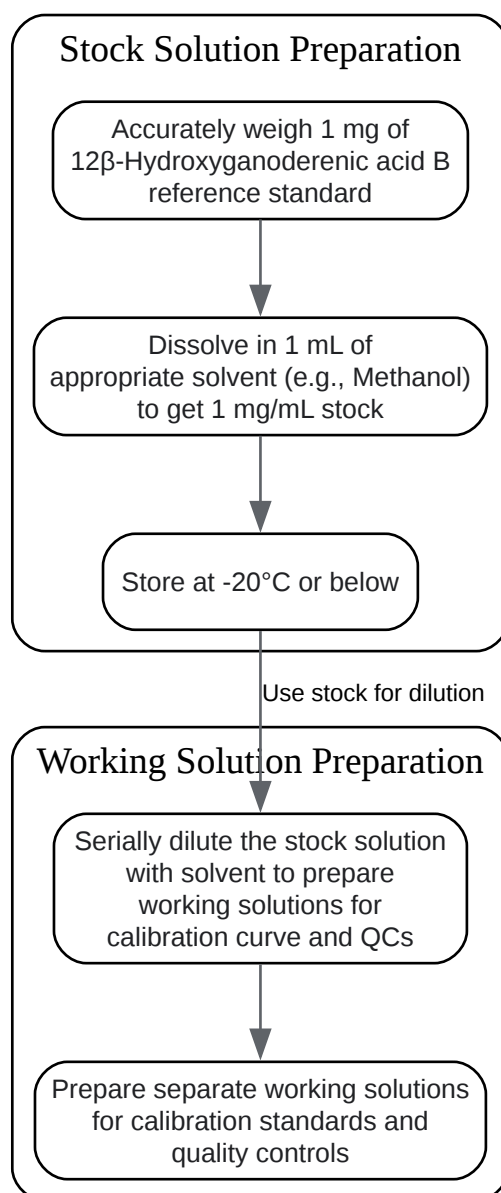 Stock Solution Preparation
Accurately weigh 1 mg of
12β-Hydroxyganoderenic acid B
reference standard
Dissolve in 1 mL of
appropriate solvent (e.g., Methanol)
to get 1 mg/mL stock
Store at -20°C or below
Use stock for dilution
Working Solution Preparation
Serially dilute the stock solution
with solvent to prepare
working solutions for
calibration curve and QCs
Prepare separate working solutions
for calibration standards and
quality controls